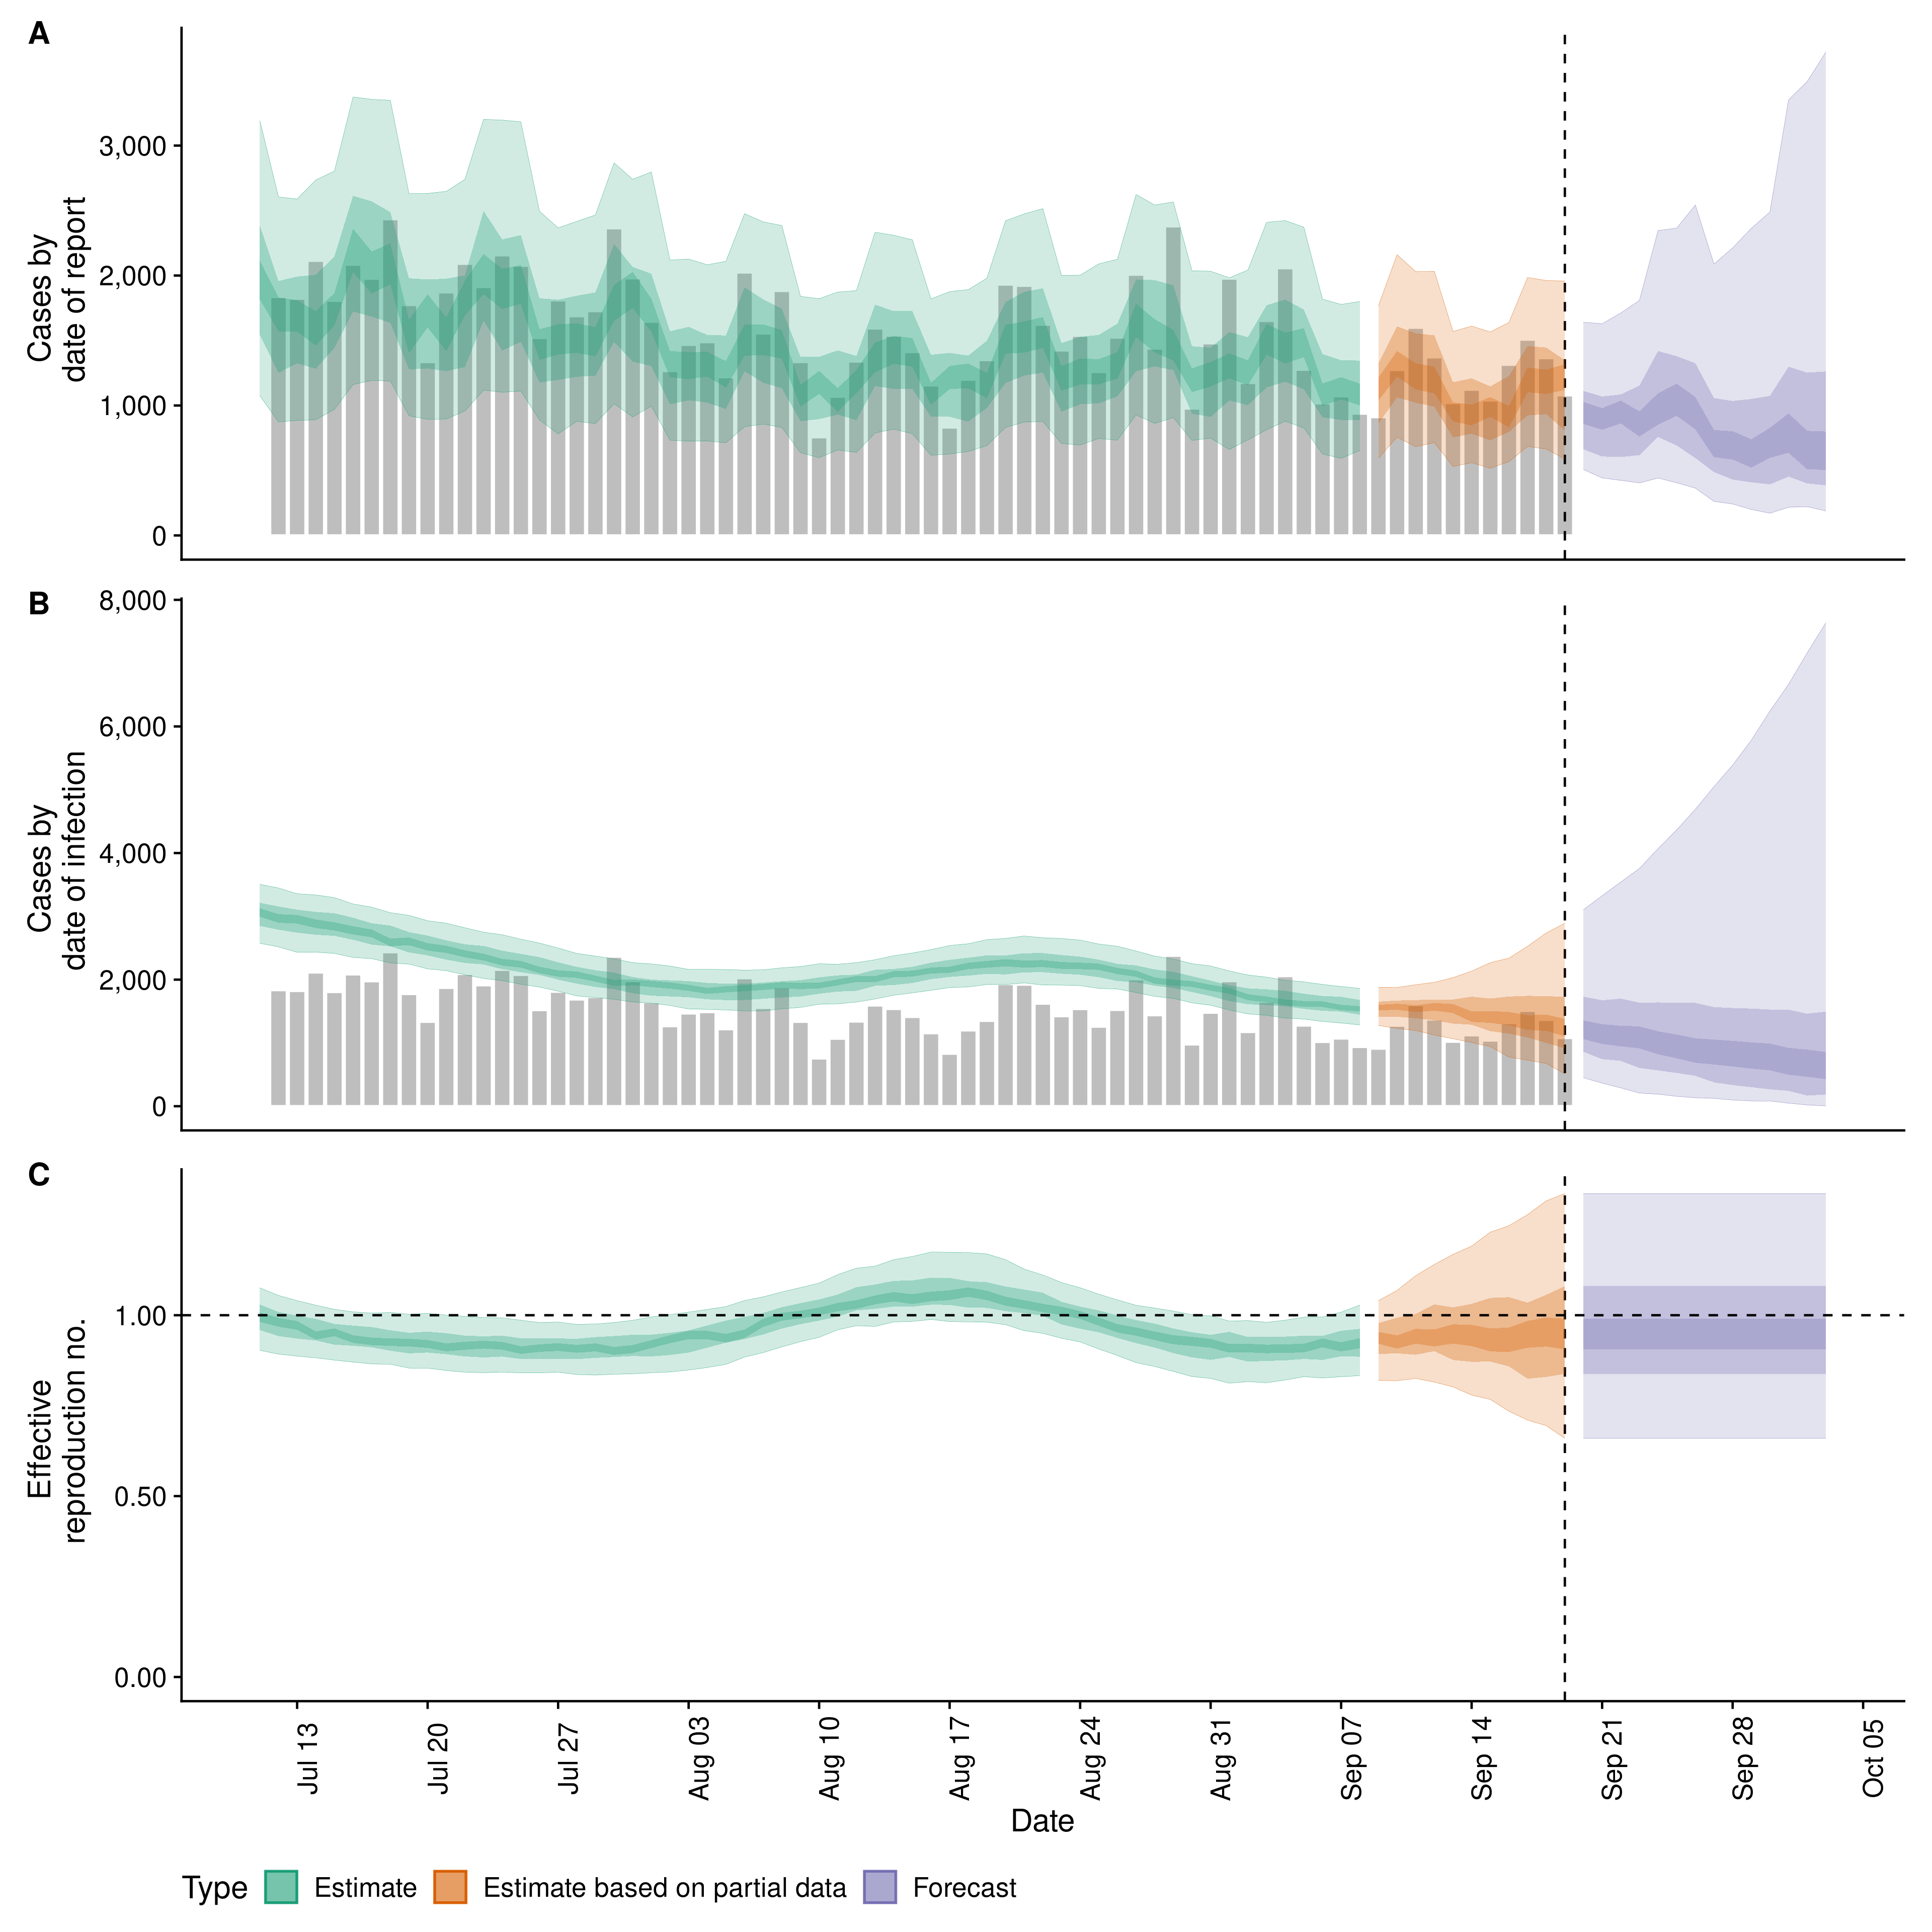 A
Cases by
date of report
3,000
2,000
1,000
0
B
Cases by
date of infection
8,000
6,000
4,000
2,000
0
C
Effective
reproduction no.
1.00
0.50
0.00
Jul 13
Jul 20
Jul 27
Aug 03
Aug 10
Aug 17
Aug 24
Aug 31
Sep 07
Sep 14
Sep 21
Sep 28
Oct 05
Date
Type Estimate Estimate based on partial data Forecast